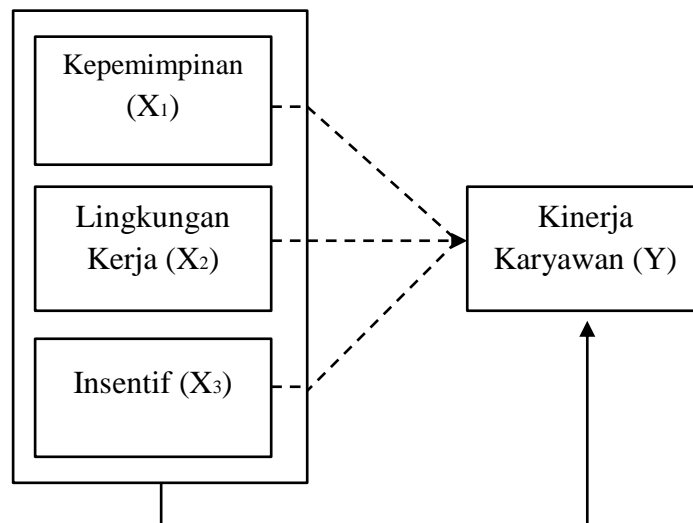 Kepemimpinan
(X₁)
Lingkungan
Kerja (X₂)
Insentif (X₃)
Kinerja
Karyawan (Y)